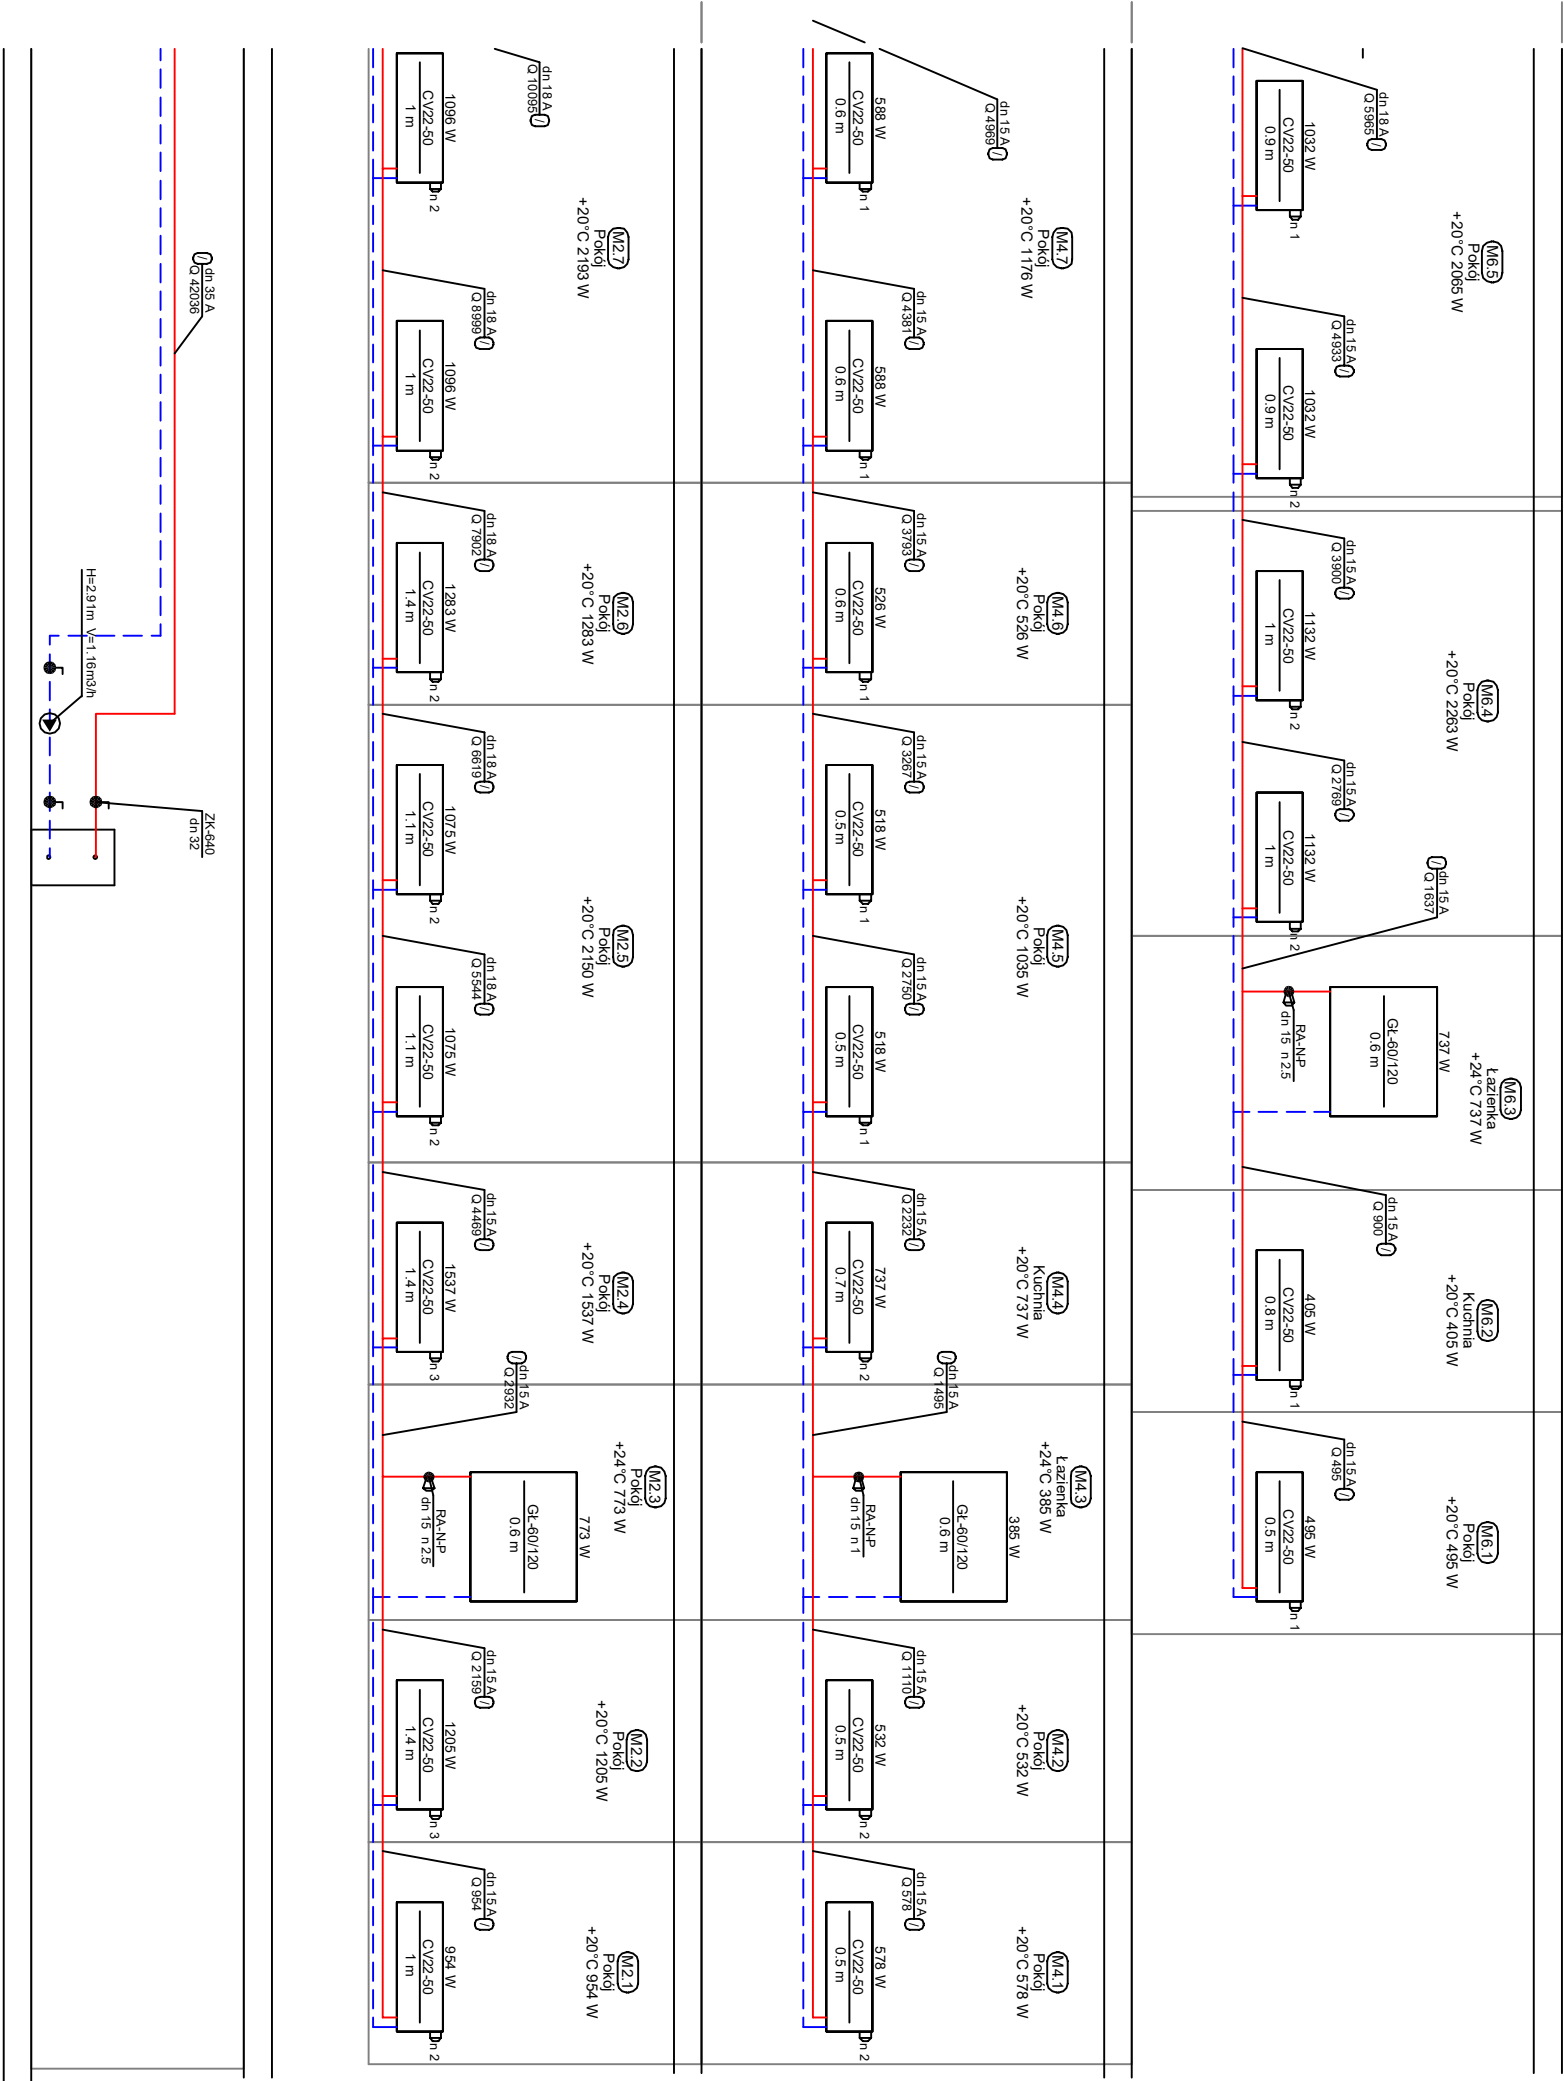 dn 18 A
Q 5965
1032 W
CV22-50
0.9 m
n 1
M6.5
Pokój
+20°C 2065 W
dn 15 A
Q 4933
1032 W
CV22-50
0.9 m
n 2
dn 15 A
Q 3900
1132 W
CV22-50
1 m
n 2
M6.4
Pokój
+20°C 2263 W
dn 15 A
Q 2769
1132 W
CV22-50
1 m
n 2
dn 15 A
Q 1637
M6.3
Łazienka
+24°C 737 W
737 W
GŁ-60/120
0.6 m
RA-N-P
dn 15 n 2.5
dn 15 A
Q 900
M6.2
Kuchnia
+20°C 405 W
405 W
CV22-50
0.8 m
n 1
dn 15 A
Q 495
M6.1
Pokój
+20°C 495 W
495 W
CV22-50
0.5 m
n 1
dn 15 A
Q 4969
588 W
CV22-50
0.6 m
n 1
M4.7
Pokój
+20°C 1176 W
dn 15 A
Q 4381
588 W
CV22-50
0.6 m
n 1
dn 15 A
Q 3793
M4.6
Pokój
+20°C 526 W
526 W
CV22-50
0.6 m
n 1
dn 15 A
Q 3267
518 W
CV22-50
0.5 m
n 1
M4.5
Pokój
+20°C 1035 W
dn 15 A
Q 2750
518 W
CV22-50
0.5 m
n 1
dn 15 A
Q 2232
M4.4
Kuchnia
+20°C 737 W
737 W
CV22-50
0.7 m
n 2
dn 15 A
Q 1495
M4.3
Łazienka
+24°C 385 W
385 W
GŁ-60/120
0.6 m
RA-N-P
dn 15 n 1
dn 15 A
Q 1110
M4.2
Pokój
+20°C 532 W
532 W
CV22-50
0.5 m
n 2
dn 15 A
Q 578
M4.1
Pokój
+20°C 578 W
578 W
CV22-50
0.5 m
n 2
dn 18 A
Q 10095
1096 W
CV22-50
1 m
n 2
M2.7
Pokój
+20°C 2193 W
dn 18 A
Q 8999
1096 W
CV22-50
1 m
n 2
dn 18 A
Q 7902
M2.6
Pokój
+20°C 1283 W
1283 W
CV22-50
1.4 m
n 2
dn 18 A
Q 6619
1075 W
CV22-50
1.1 m
n 2
M2.5
Pokój
+20°C 2150 W
dn 18 A
Q 5544
1075 W
CV22-50
1.1 m
n 2
dn 15 A
Q 4469
M2.4
Pokój
+20°C 1537 W
1537 W
CV22-50
1.4 m
n 3
dn 15 A
Q 2932
M2.3
Pokój
+24°C 773 W
773 W
GŁ-60/120
0.6 m
RA-N-P
dn 15 n 2.5
dn 15 A
Q 2159
M2.2
Pokój
+20°C 1205 W
1205 W
CV22-50
1.4 m
n 3
dn 15 A
Q 954
M2.1
Pokój
+20°C 954 W
954 W
CV22-50
1 m
n 2
dn 35 A
Q 42036
H=2.91m V=1.16m3/h
ZK-640
dn 32